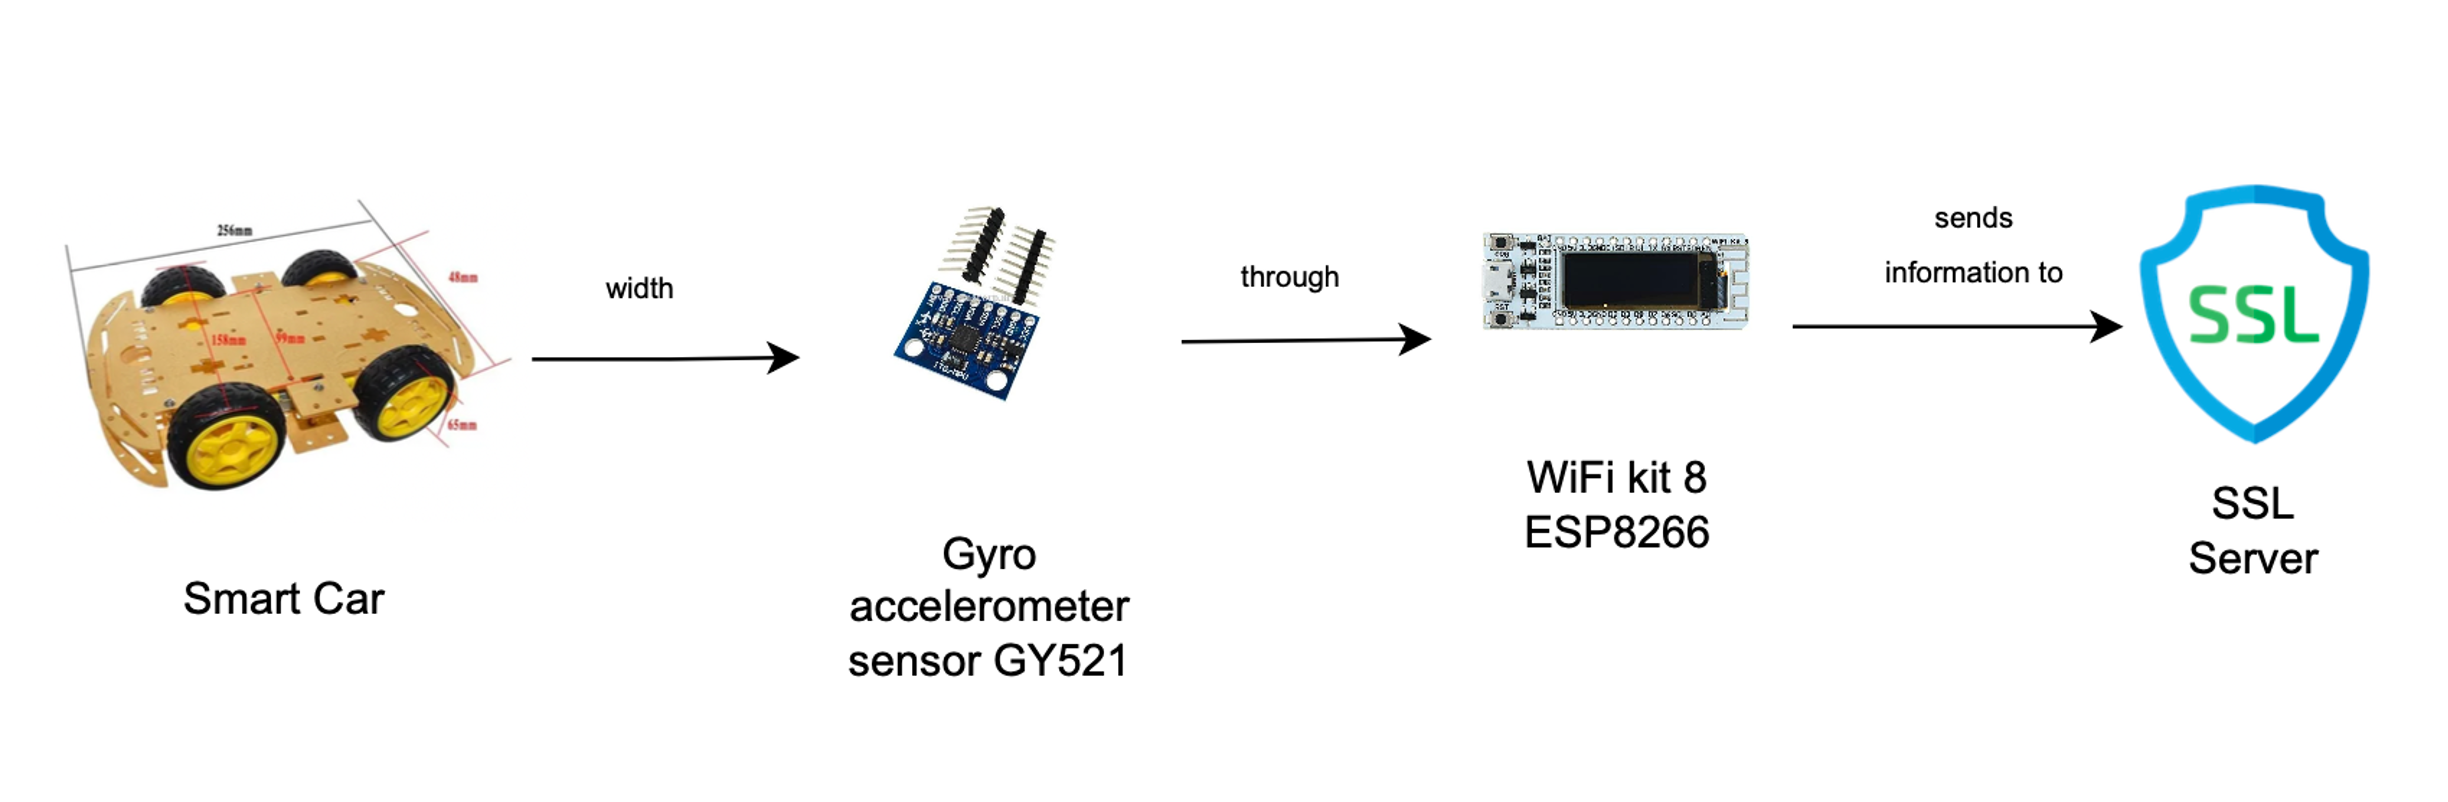 256mm
48mm
158mm
99mm
65mm
Smart Car
width
ITG/MPU
Gyro
accelerometer
sensor GY521
through
WiFi kit 8
ESP8266
sends
information to
SSL
SSL
Server